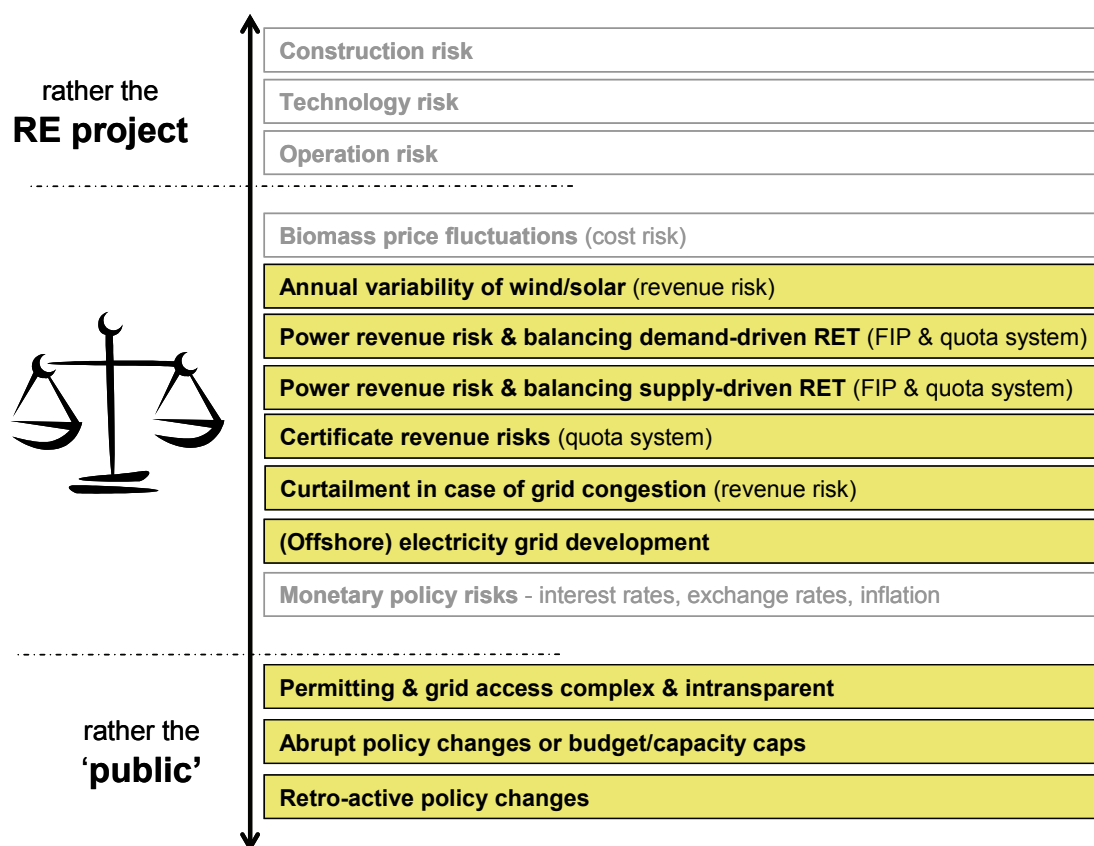 rather the
RE project
Construction risk
Technology risk
Operation risk
Biomass price fluctuations (cost risk)
Annual variability of wind/solar (revenue risk)
Power revenue risk & balancing demand-driven RET (FIP & quota system)
Power revenue risk & balancing supply-driven RET (FIP & quota system)
Certificate revenue risks (quota system)
Curtailment in case of grid congestion (revenue risk)
(Offshore) electricity grid development
Monetary policy risks - interest rates, exchange rates, inflation
rather the
‘public’
Permitting & grid access complex & intransparent
Abrupt policy changes or budget/capacity caps
Retro-active policy changes